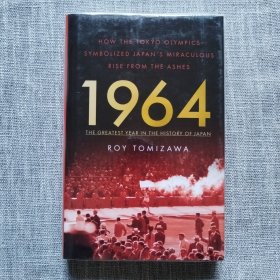 HOW THE TOKYO OLYMPICS
SYMBOLIZED JAPAN'S MIRACULOUS
RISE FROM THE ASHES
1964
THE GREATEST YEAR IN THE HISTORY OF JAPAN
ROY TOMIZAWA